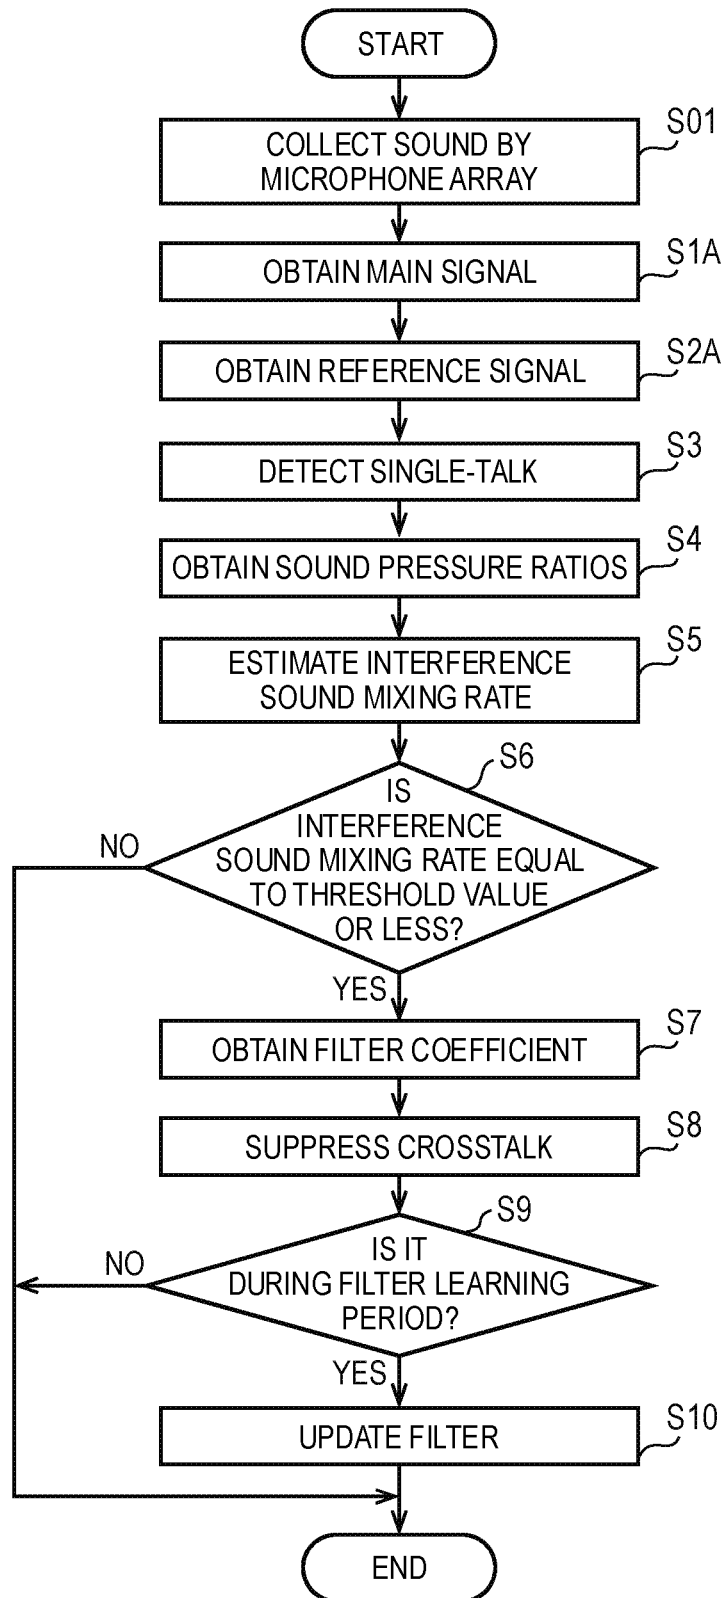 START
S01
COLLECT SOUND BY
MICROPHONE ARRAY
S1A
OBTAIN MAIN SIGNAL
S2A
OBTAIN REFERENCE SIGNAL
S3
DETECT SINGLE-TALK
S4
OBTAIN SOUND PRESSURE RATIOS
S5
ESTIMATE INTERFERENCE
SOUND MIXING RATE
S6
IS
INTERFERENCE
SOUND MIXING RATE EQUAL
TO THRESHOLD VALUE
OR LESS?
NO
YES
S7
OBTAIN FILTER COEFFICIENT
S8
SUPPRESS CROSSTALK
S9
IS IT
DURING FILTER LEARNING
PERIOD?
NO
YES
S10
UPDATE FILTER
END